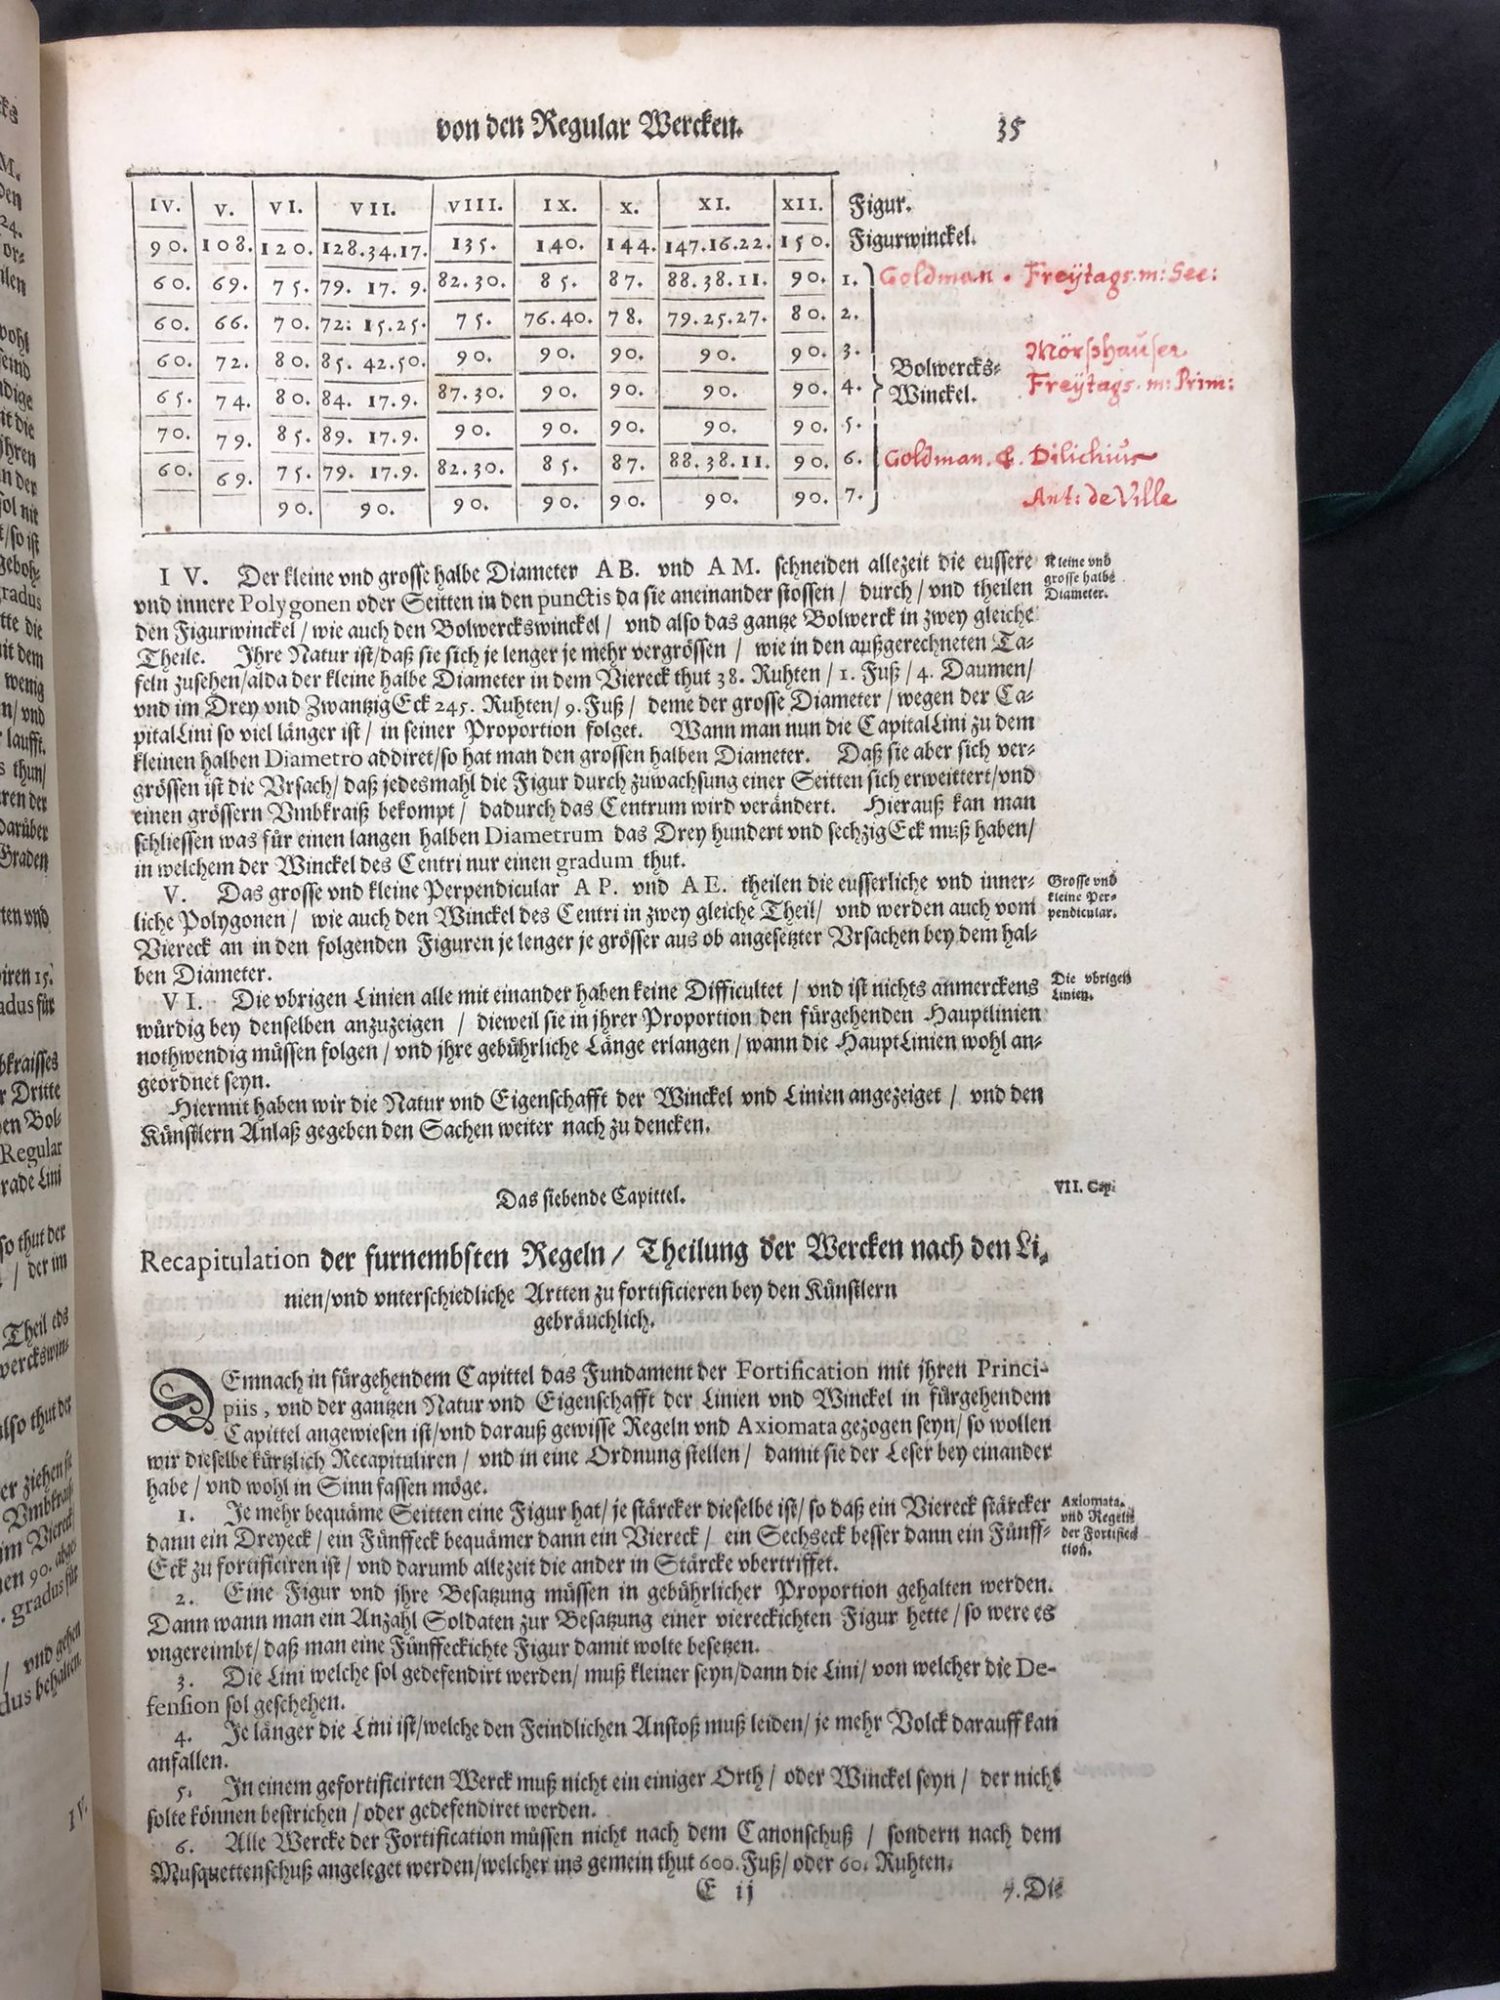 von den Regular Wercken. 35
IV. V. VI. VII. VIII. IX. X. XI. XII. Figur.
90. 108. 120. 128.34.17. 135. 140. 144. 147.16.22. 150. Figurwinckel.
60. 69. 75. 79. 17. 9. 82.30. 85. 87. 88.38.11. 90. 1. Goldman. Freÿtags. m: Sec:
60. 66. 70. 72: 15.25. 75. 76.40. 78. 79.25.27. 80. 2.
60. 72. 80. 85. 42.50. 90. 90. 90. 90. 90. 3. Mörshauser
Bolwercks-
65. 74. 80. 84. 17.9. 87.30. 90. 90. 90. 90. 4. Winckel. Freÿtags. m: Prim:
70. 79. 85. 89. 17.9. 90. 90. 90. 90. 90. 5.
60. 69. 75. 79. 17.9. 82.30. 85. 87. 88.38.11. 90. 6. Goldman. &. Dilichius
90. 90. 90. 90. 90. 90. 90. 7. Ant: de Ville
IV. Der kleine vnd grosse halbe Diameter AB. vnd AM. schneiden allezeit die eussere
vnd innere Polygonen oder Seitten in den punctis da sie aneinander stossen/ durch/ vnd theilen
den Figurwinckel/ wie auch den Bolwerckswinckel/ vnd also das gantze Bolwerck in zwey gleiche
Theile. Ihre Natur ist/daß sie sich je lenger je mehr vergrössen/ wie in den außgerechneten Ta-
feln zusehen/alda der kleine halbe Diameter in dem Viereck thut 38. Ruhten/ 1. Fuß/ 4. Daumen/
vnd im Drey vnd ZwantzigEck 245. Ruhten/ 9. Fuß/ deme der grosse Diameter/ wegen der Ca-
pitalLini so viel länger ist/ in seiner Proportion folget. Wann man nun die CapitalLini zu dem
kleinen halben Diametro addiret/so hat man den grossen halben Diameter. Daß sie aber sich ver-
grössen ist die Vrsach/ daß jedesmahl die Figur durch zuwachsung einer Seitten sich erweittert/vnd
einen grössern Vmbkraiß bekompt/ dadurch das Centrum wird verändert. Hierauß kan man
schliessen was für einen langen halben Diametrum das Drey hundert vnd sechzigEck muß haben/
in welchem der Winckel des Centri nur einen gradum thut.
Kleine vnd
grosse halbe
Diameter.
V. Das grosse vnd kleine Perpendicular AP. vnd AE. theilen die eusserliche vnd inner-
liche Polygonen/ wie auch den Winckel des Centri in zwey gleiche Theil/ vnd werden auch vom
Viereck an in den folgenden Figuren je lenger je grösser aus ob angesetzter Vrsachen bey dem hal-
ben Diameter.
Grosse vnd
kleine Per-
pendicular.
VI. Die vbrigen Linien alle mit einander haben keine Difficultet/ vnd ist nichts anmerckens
würdig bey denselben anzuzeigen/ dieweil sie in jhrer Proportion den fürgehenden Hauptlinien
nothwendig müssen folgen/ vnd jhre gebührliche Länge erlangen/ wann die HauptLinien wohl an-
geordnet seyn.
Die vbrigen
Linien.
Hiermit haben wir die Natur vnd Eigenschafft der Winckel vnd Linien angezeiget/ vnd den
Künstlern Anlaß gegeben den Sachen weiter nach zu dencken.
Das siebende Capittel.
VII. Cap.
Recapitulation der furnembsten Regeln/ Theilung der Wercken nach den Li-
nien/vnd vnterschiedliche Artten zu fortificieren bey den Künstlern
gebräuchlich.
DEmnach in fürgehendem Capittel das Fundament der Fortification mit jhren Princi-
piis, vnd der gantzen Natur vnd Eigenschafft der Linien vnd Winckel in fürgehendem
Capittel angewiesen ist/vnd darauß gewisse Regeln vnd Axiomata gezogen seyn/ so wollen
wir dieselbe kürtzlich Recapituliren/ vnd in eine Ordnung stellen/ damit sie der Leser bey einander
habe/ vnd wohl in Sinn fassen möge.
1. Je mehr bequäme Seitten eine Figur hat/ je stärcker dieselbe ist/ so daß ein Viereck stärcker
dann ein Dreyeck/ ein Fünffeck bequämer dann ein Viereck/ ein Sechseck besser dann ein Fünff-
Eck zu fortificiren ist/ vnd darumb allezeit die ander in Stärcke vbertriffet.
Axiomata.
vnd Regeln
der Fortifica
tion.
2. Eine Figur vnd jhre Besatzung müssen in gebührlicher Proportion gehalten werden.
Dann wann man ein Anzahl Soldaten zur Besatzung einer viereckichten Figur hette/ so were es
vngereimbt/ daß man eine Fünffeckichte Figur damit wolte besetzen.
3. Die Lini welche sol gedefendirt werden/ muß kleiner seyn/dann die Lini/ von welcher die De-
fension sol geschehen.
4. Je länger die Lini ist/welche den Feindlichen Anstoß muß leiden/ je mehr Volck darauff kan
anfallen.
5. In einem gefortificirten Werck muß nicht ein einiger Orth/ oder Winckel seyn/ der nicht
solte können bestrichen/ oder gedefendiret werden.
6. Alle Wercke der Fortification müssen nicht nach dem Canonschuß/ sondern nach dem
Musquettenschuß angeleget werden/welcher ins gemein thut 600. Fuß/ oder 60. Ruhten.
E ij 7. Die